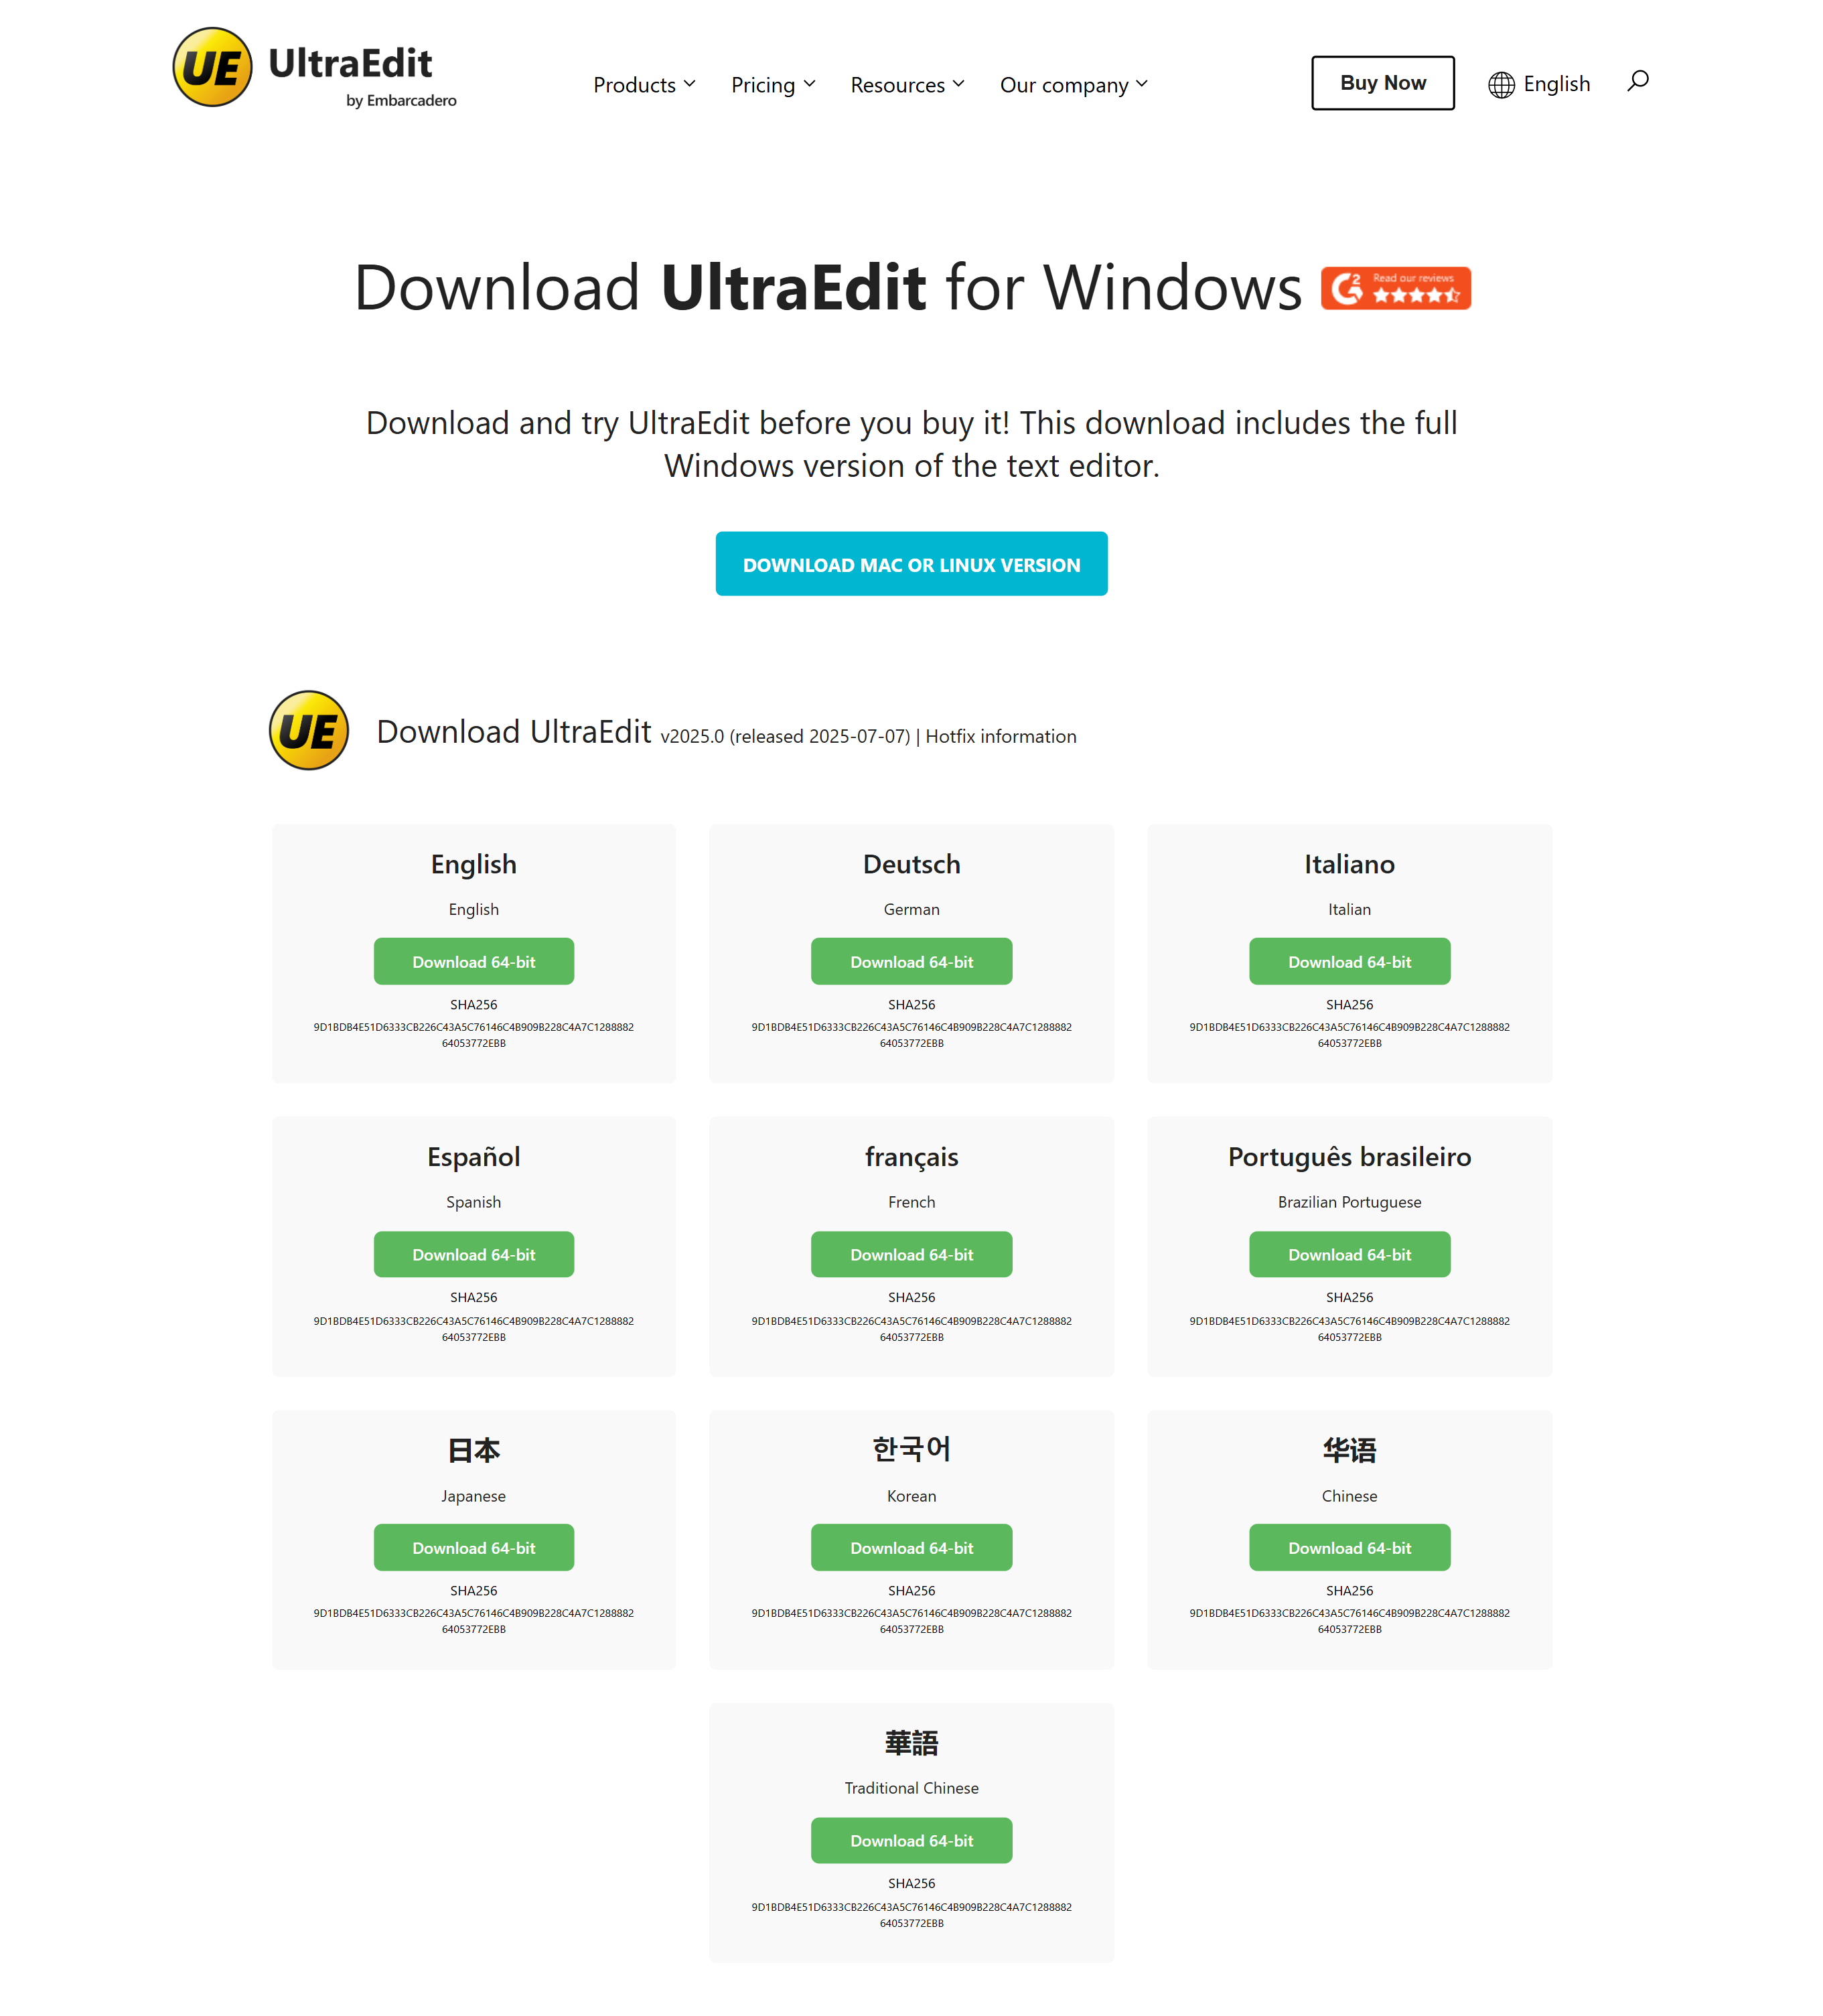 UE UltraEdit
by Embarcadero
Products Pricing Resources Our company Buy Now English
Download UltraEdit for Windows G2 Read our reviews
Download and try UltraEdit before you buy it! This download includes the full
Windows version of the text editor.
DOWNLOAD MAC OR LINUX VERSION
UE Download UltraEdit v2025.0 (released 2025-07-07) | Hotfix information
English
English
Download 64-bit
SHA256
9D1BDB4E51D6333CB226C43A5C76146C4B909B228C4A7C1288882
64053772EBB
Deutsch
German
Download 64-bit
SHA256
9D1BDB4E51D6333CB226C43A5C76146C4B909B228C4A7C1288882
64053772EBB
Italiano
Italian
Download 64-bit
SHA256
9D1BDB4E51D6333CB226C43A5C76146C4B909B228C4A7C1288882
64053772EBB
Español
Spanish
Download 64-bit
SHA256
9D1BDB4E51D6333CB226C43A5C76146C4B909B228C4A7C1288882
64053772EBB
français
French
Download 64-bit
SHA256
9D1BDB4E51D6333CB226C43A5C76146C4B909B228C4A7C1288882
64053772EBB
Português brasileiro
Brazilian Portuguese
Download 64-bit
SHA256
9D1BDB4E51D6333CB226C43A5C76146C4B909B228C4A7C1288882
64053772EBB
日本
Japanese
Download 64-bit
SHA256
9D1BDB4E51D6333CB226C43A5C76146C4B909B228C4A7C1288882
64053772EBB
한국어
Korean
Download 64-bit
SHA256
9D1BDB4E51D6333CB226C43A5C76146C4B909B228C4A7C1288882
64053772EBB
华语
Chinese
Download 64-bit
SHA256
9D1BDB4E51D6333CB226C43A5C76146C4B909B228C4A7C1288882
64053772EBB
華語
Traditional Chinese
Download 64-bit
SHA256
9D1BDB4E51D6333CB226C43A5C76146C4B909B228C4A7C1288882
64053772EBB